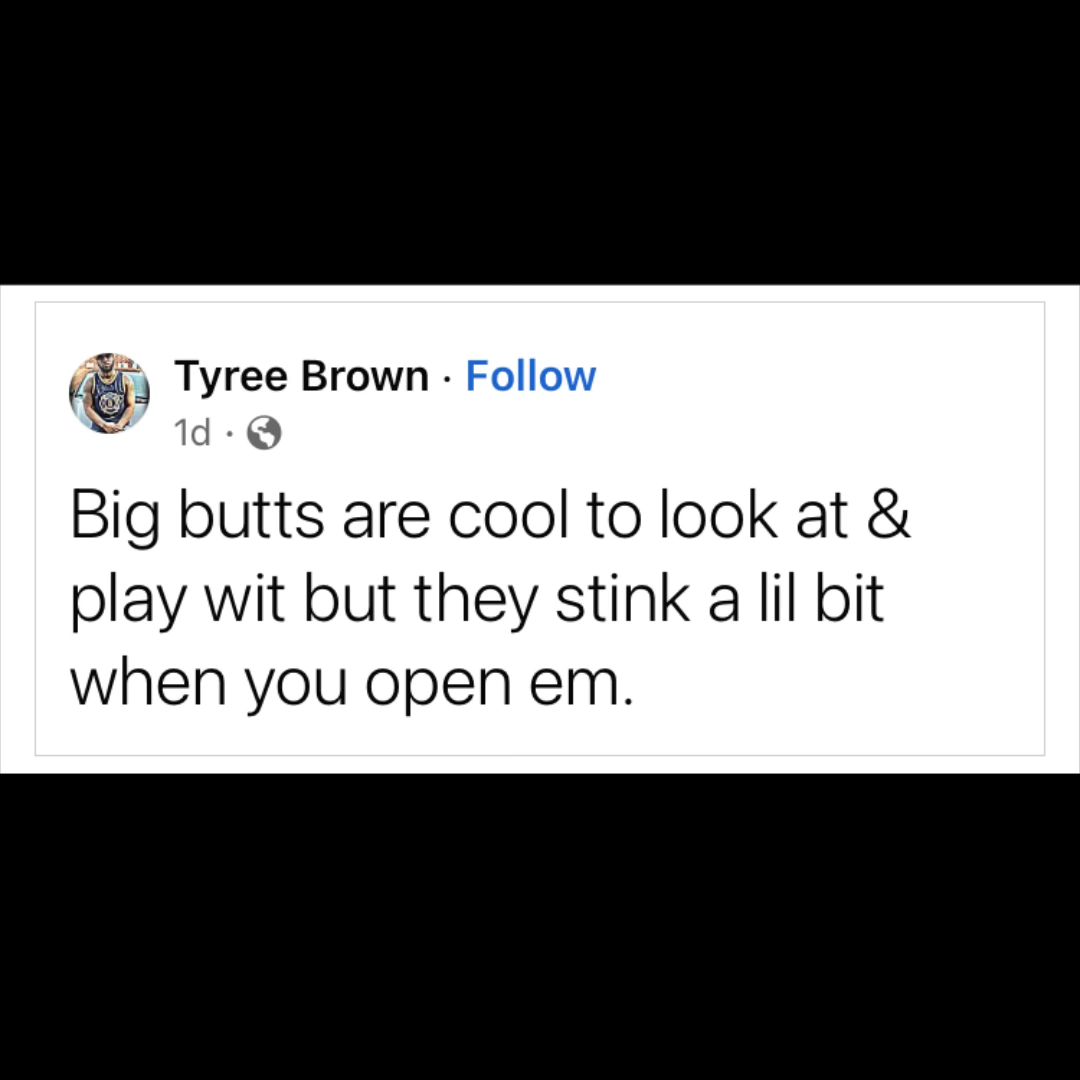 Tyree Brown · Follow
1d ·
Big butts are cool to look at &
play wit but they stink a lil bit
when you open em.